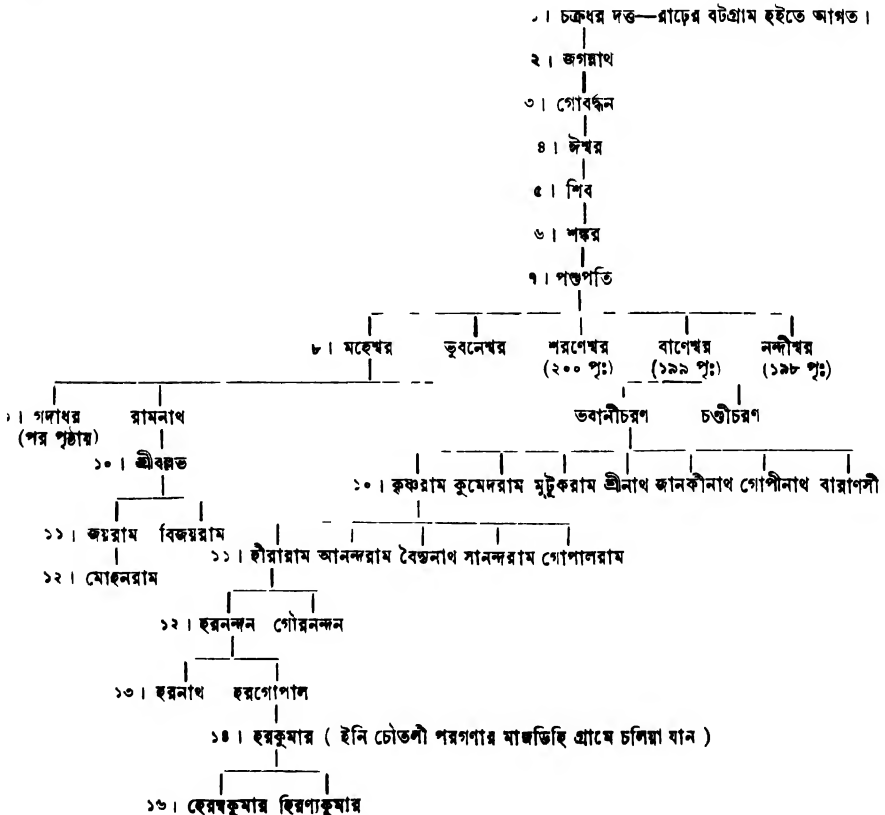 ১। চক্রধর দত্ত—রাঢ়ের বটগ্রাম হইতে আগত।
২। জগন্নাথ
৩। গোবর্দ্ধন
৪। ঈশ্বর
৫। শিব
৬। শঙ্কর
৭। পশুপতি
৮। মহেশ্বর ভুবনেশ্বর শরণেশ্বর বাণেশ্বর নন্দীশ্বর
(২০০ পৃঃ) (১৯৯ পৃঃ) (১৯৮ পৃঃ)
। গদাধর রামনাথ ভবানীচরণ চণ্ডীচরণ
(পর পৃষ্ঠায়)
১০। শ্রীবল্লভ
১০। কৃষ্ণরাম কুমেদরাম মুটুকরাম শ্রীনাথ জানকীনাথ গোপীনাথ বারাণসী
১১। জয়রাম বিজয়রাম
১১। হীরারাম আনন্দরাম বৈদ্যনাথ সানন্দরাম গোপালরাম
১২। মোহনরাম
১২। হরনন্দন গৌরনন্দন
১৩। হরনাথ হরগোপাল
১৪। হরকুমার ( ইনি চৌতলী পরগণার মাজডিহি গ্রামে চলিয়া যান )
১৬। হেরম্বকুমার হিরণ্যকুমার